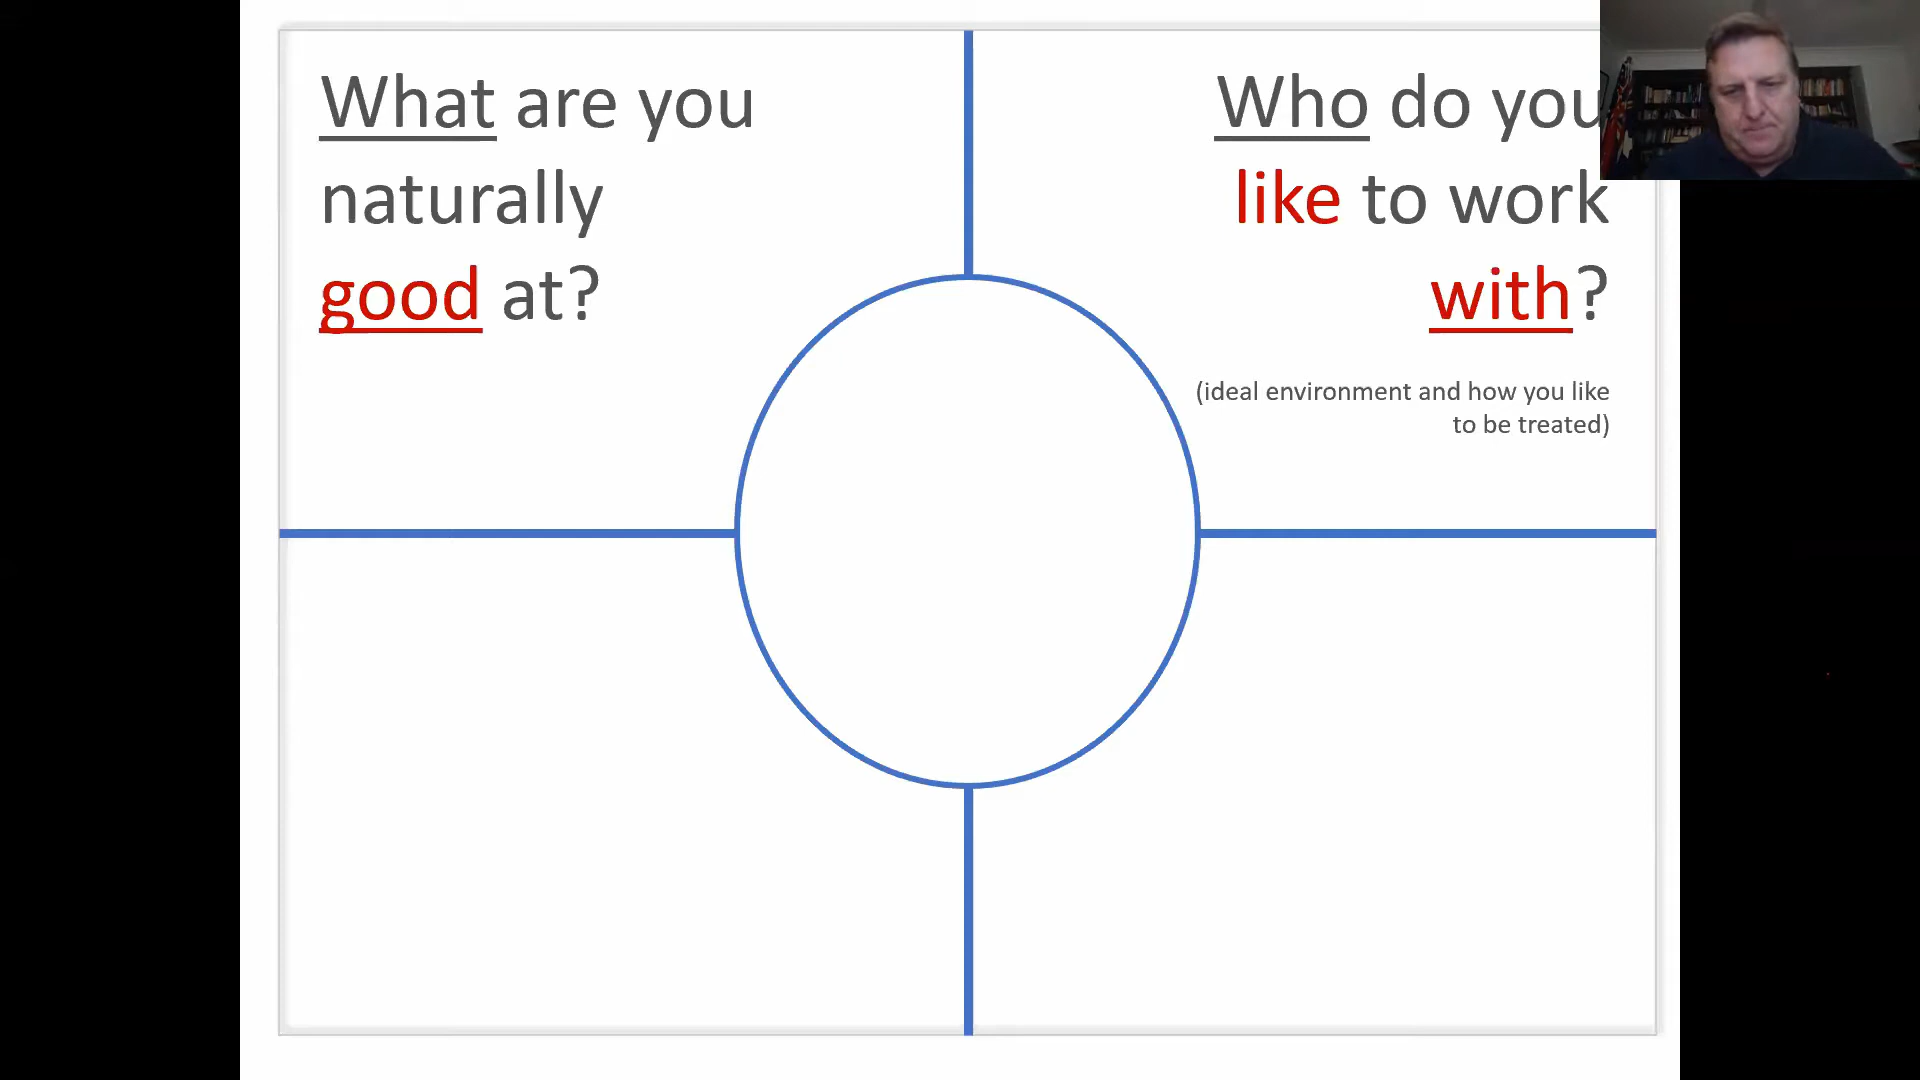 What are you
naturally
good at?
Who do you
like to work
with?
(ideal environment and how you like
to be treated)